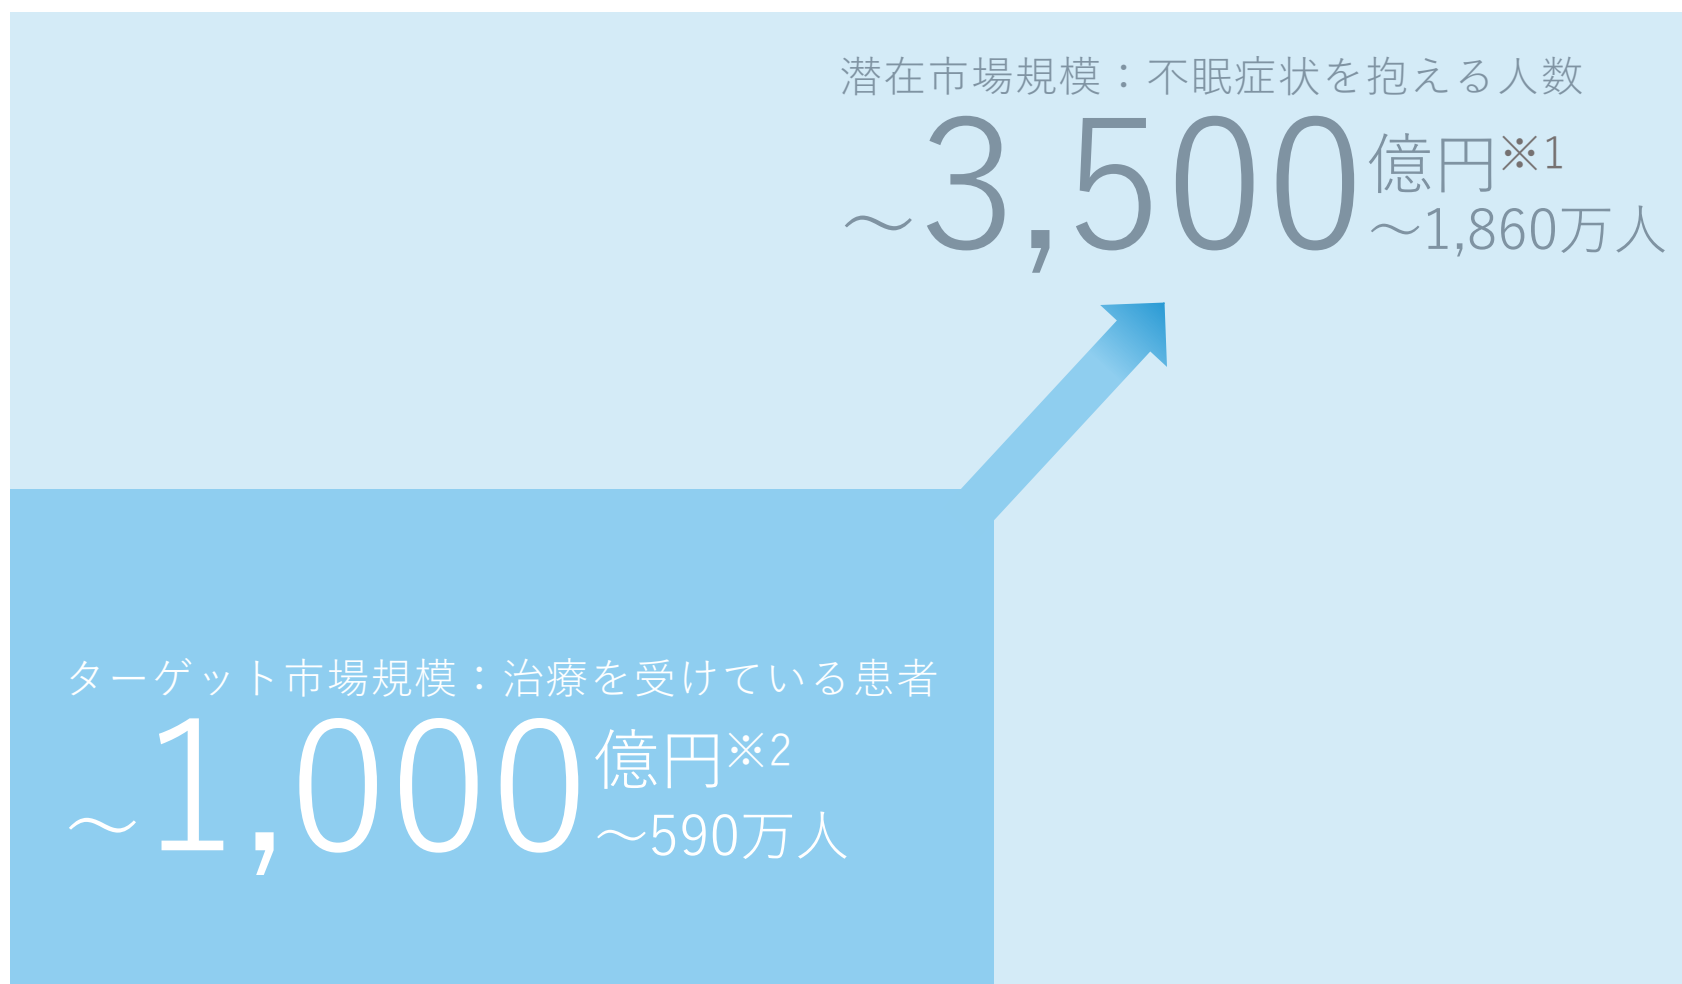 潜在市場規模：不眠症状を抱える人数
～3,500億円※1
～1,860万人
ターゲット市場規模：治療を受けている患者
～1,000億円※2
～590万人